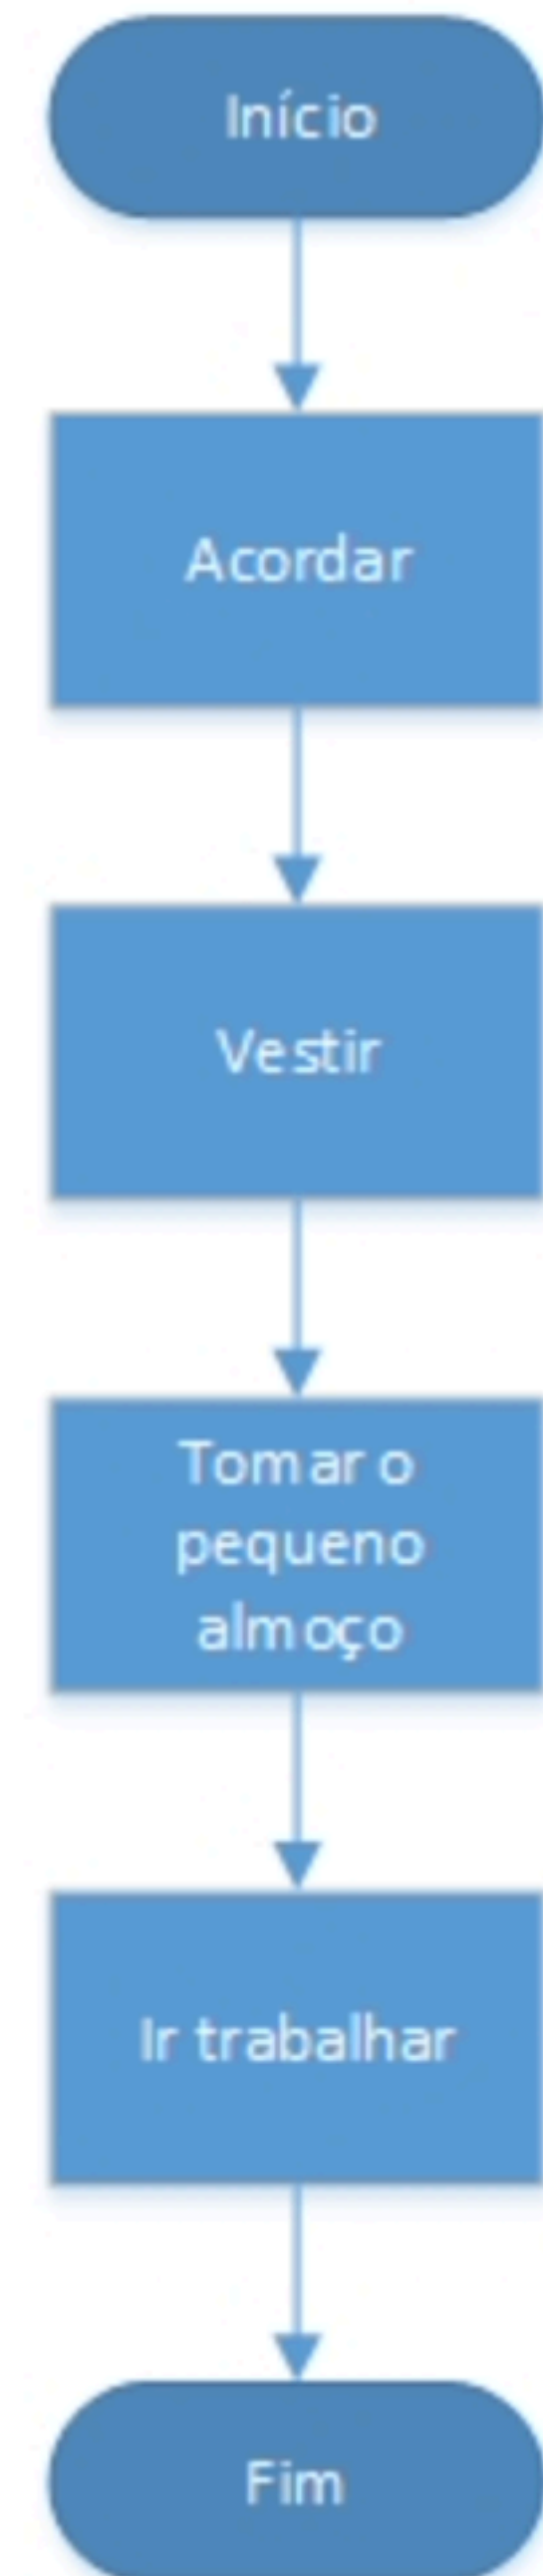 Início
Acordar
Vestir
Tomar o
pequeno
almoço
Ir trabalhar
Fim